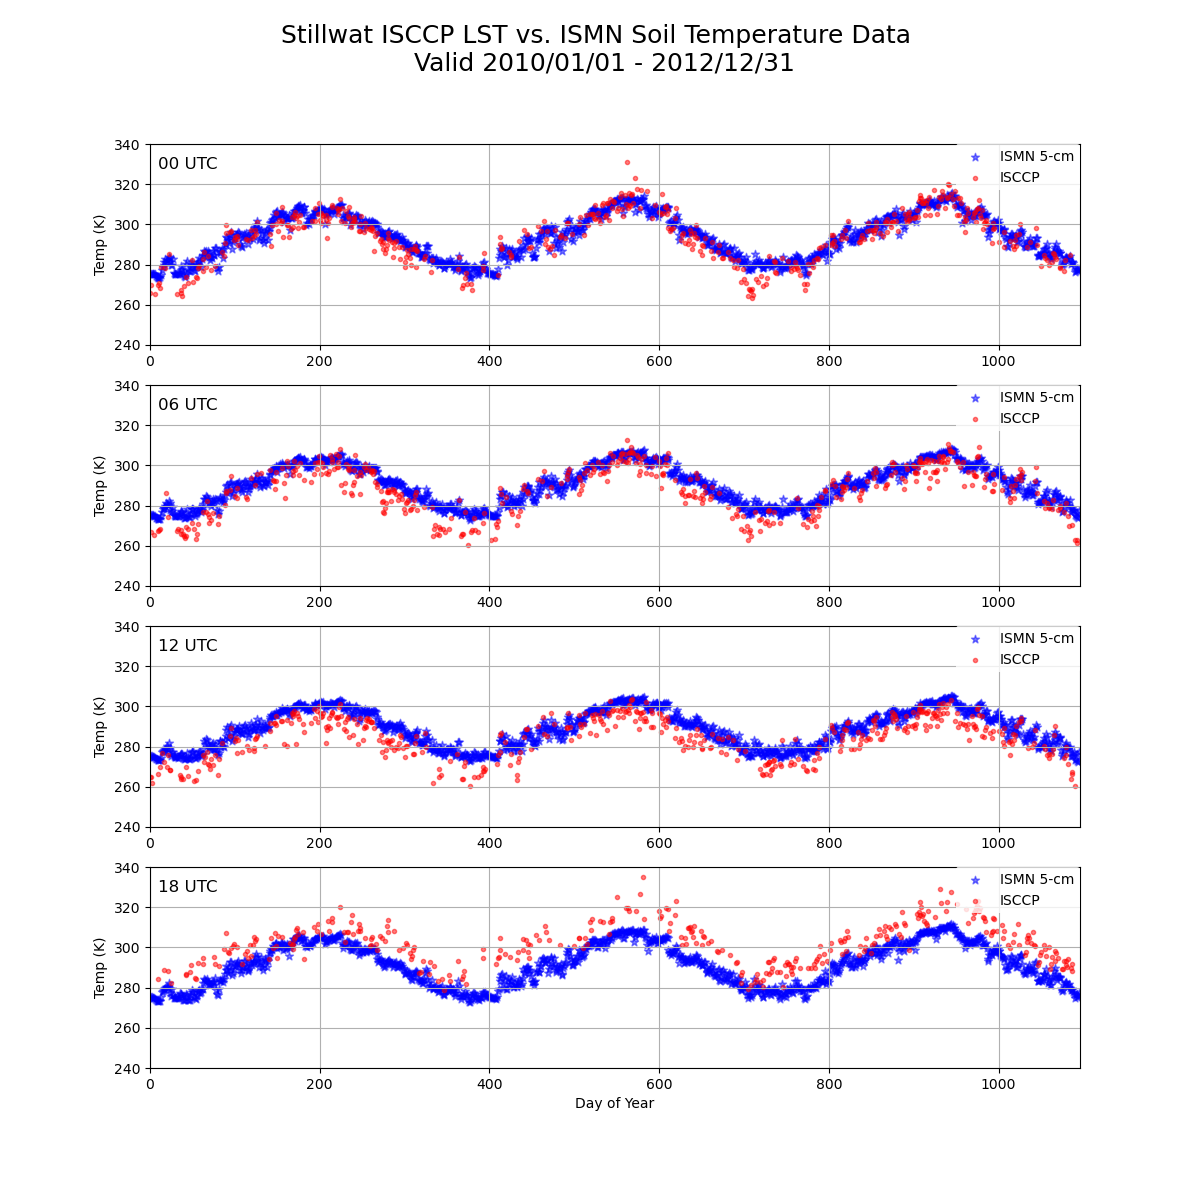 Stillwat ISCCP LST vs. ISMN Soil Temperature Data
Valid 2010/01/01 - 2012/12/31
340
320
300
280
260
240
Temp (K)
00 UTC
ISMN 5-cm
ISCCP
0 200 400 600 800 1000
340
320
300
280
260
240
Temp (K)
06 UTC
ISMN 5-cm
ISCCP
0 200 400 600 800 1000
340
320
300
280
260
240
Temp (K)
12 UTC
ISMN 5-cm
ISCCP
0 200 400 600 800 1000
340
320
300
280
260
240
Temp (K)
18 UTC
ISMN 5-cm
ISCCP
0 200 400 600 800 1000
Day of Year